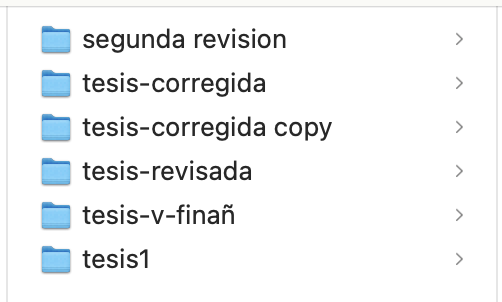 segunda revision
tesis-corregida
tesis-corregida copy
tesis-revisada
tesis-v-finañ
tesis1